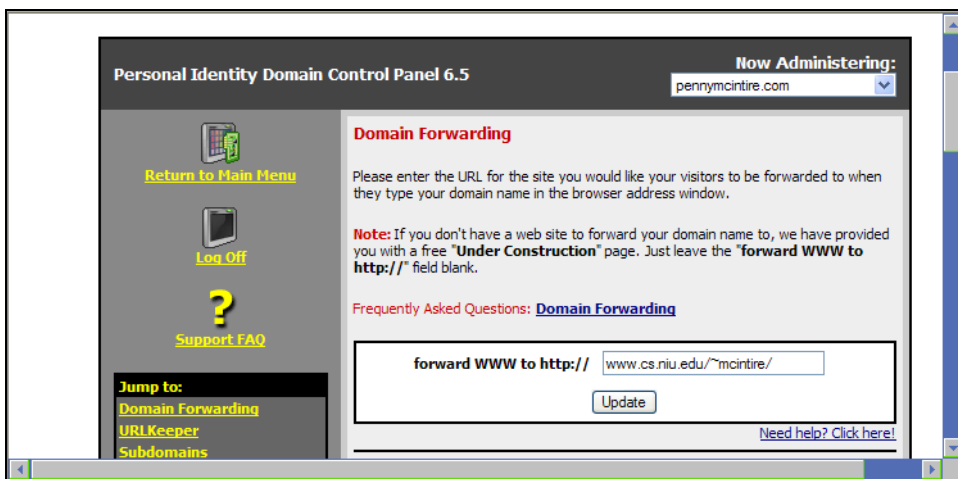 Personal Identity Domain Control Panel 6.5
Now Administering:
pennymcintire.com
Return to Main Menu
Log Off
?
Support FAQ
Jump to:
Domain Forwarding
URLKeeper
Subdomains
Domain Forwarding
Please enter the URL for the site you would like your visitors to be forwarded to when
they type your domain name in the browser address window.
Note: If you don't have a web site to forward your domain name to, we have provided
you with a free "Under Construction" page. Just leave the "forward WWW to
http://" field blank.
Frequently Asked Questions: Domain Forwarding
forward WWW to http:// www.cs.niu.edu/~mcintire/
Update
Need help? Click here!